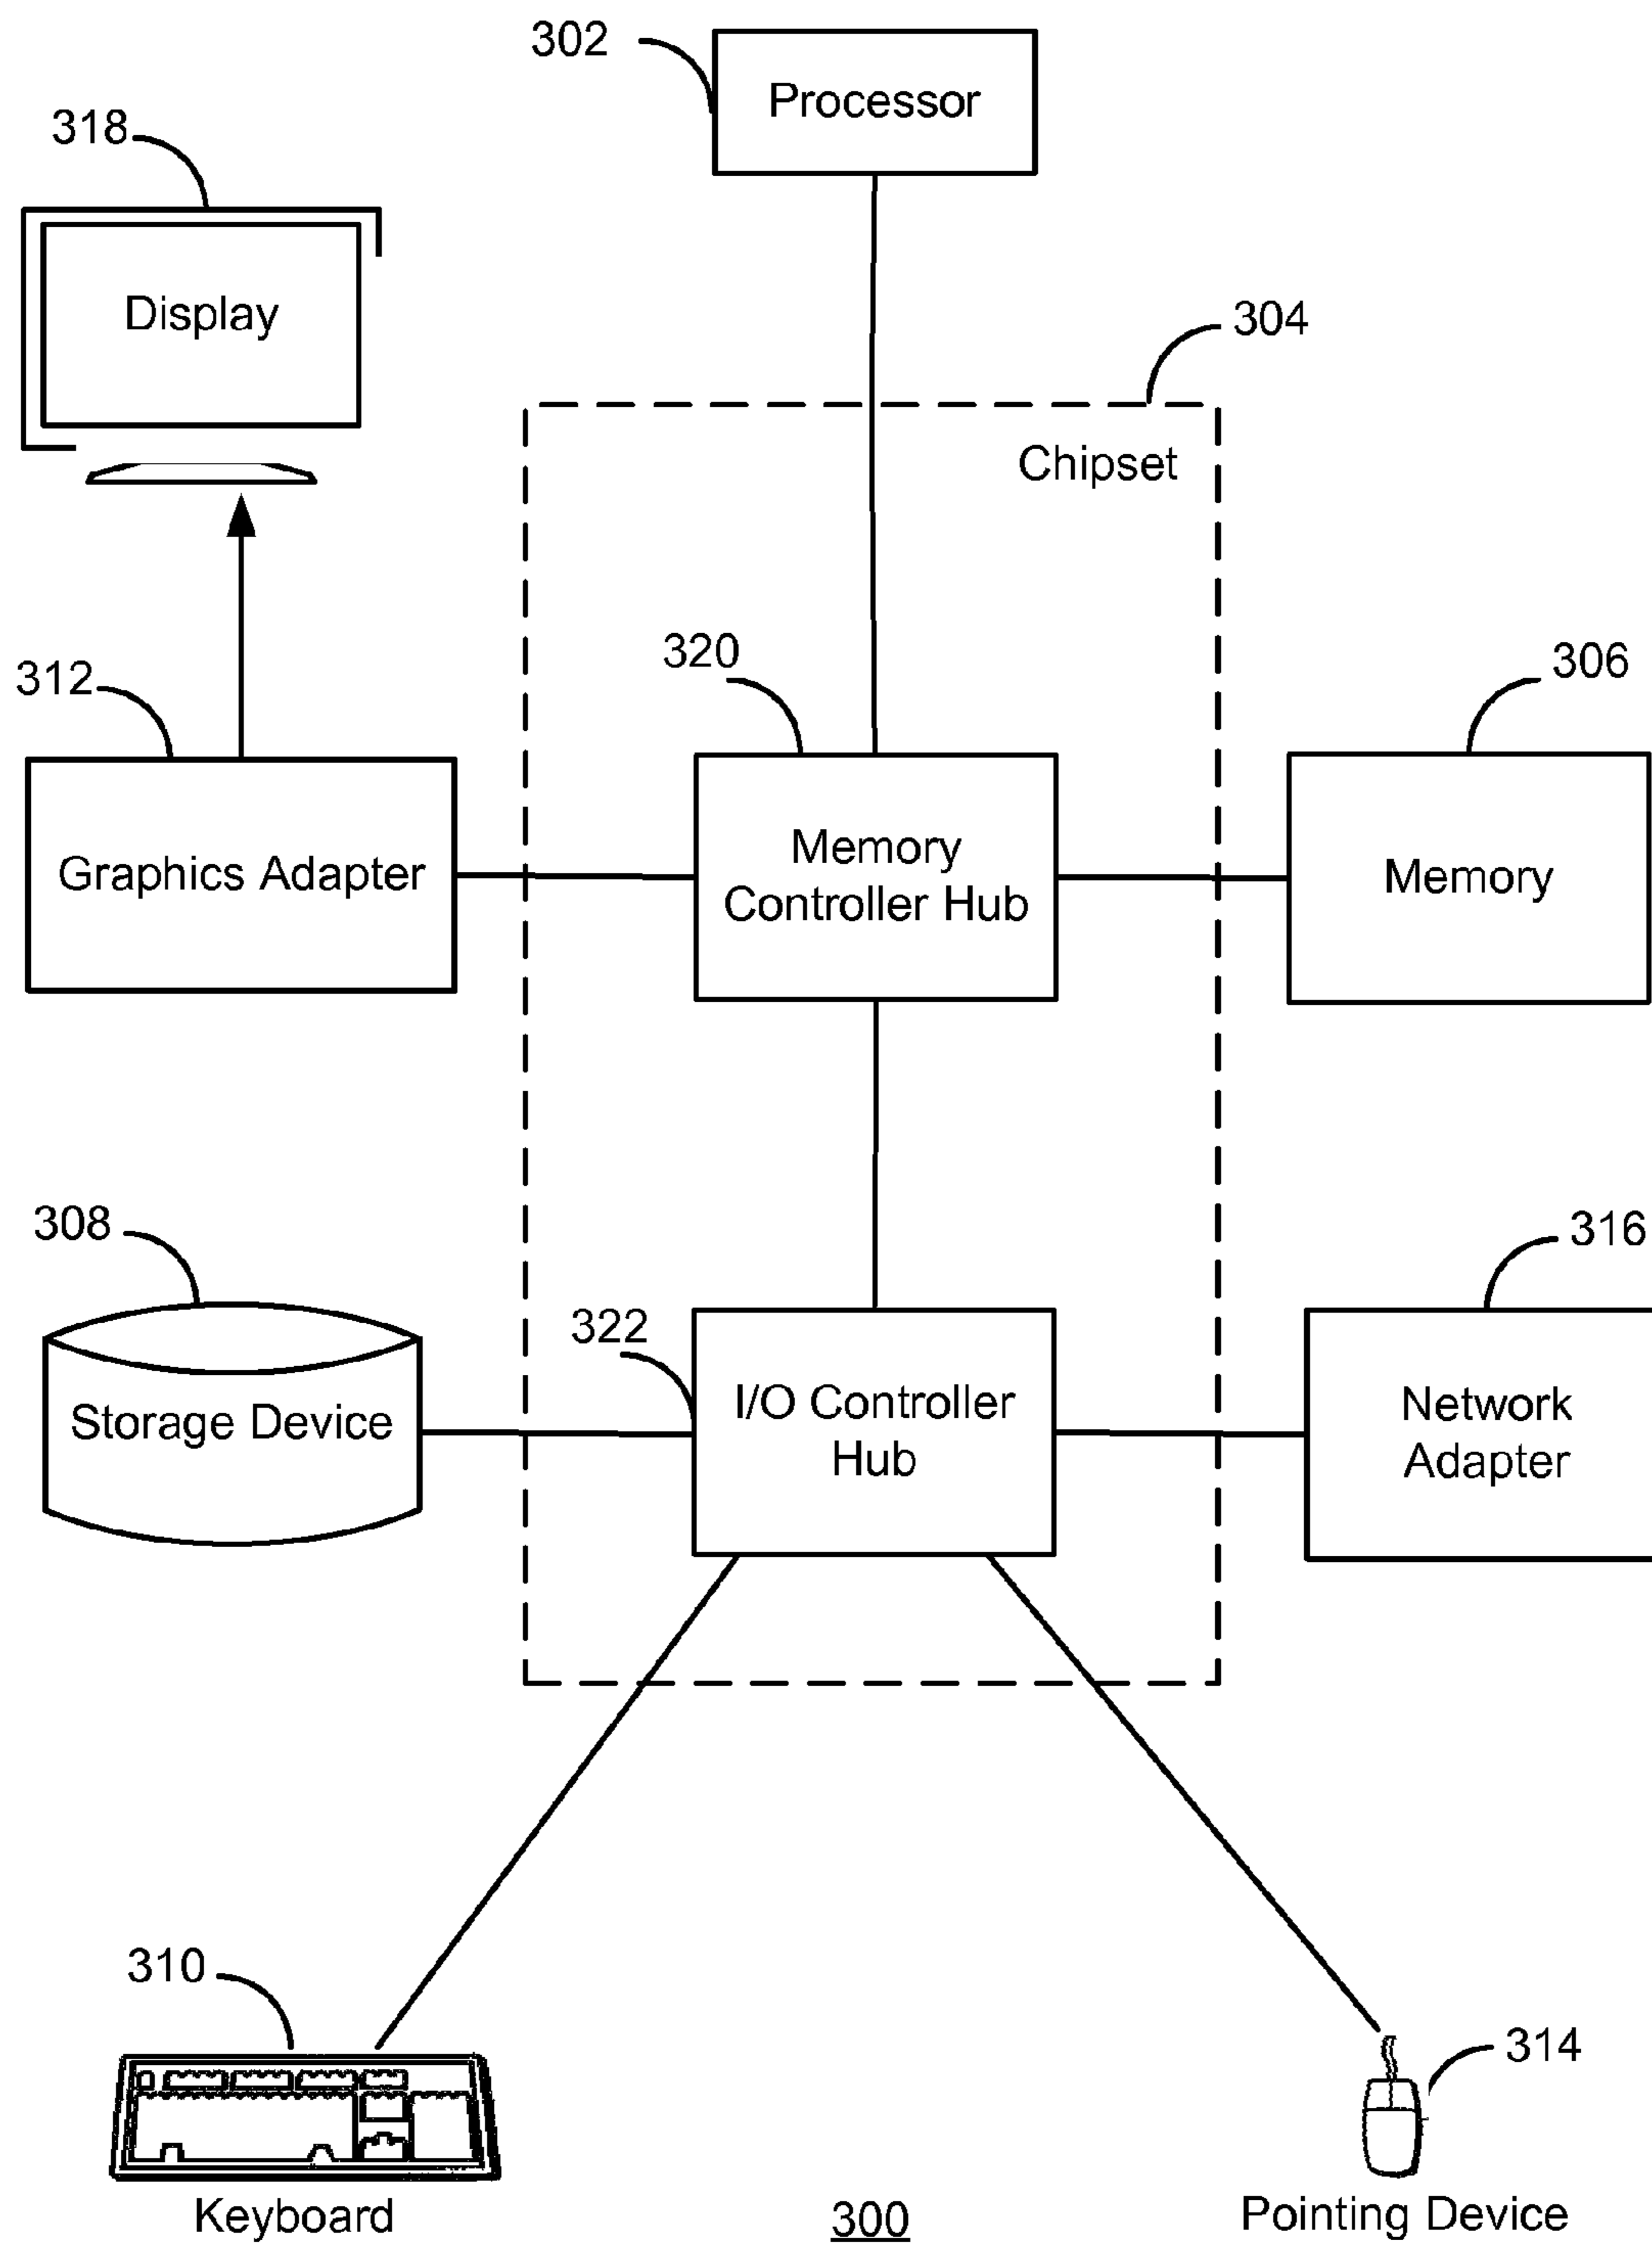 302
Processor
318
Display
304
Chipset
320
306
312
Memory
Controller Hub
Graphics Adapter
Memory
308
316
322
I/O Controller
Hub
Storage Device
Network
Adapter
310
314
Keyboard
300
Pointing Device